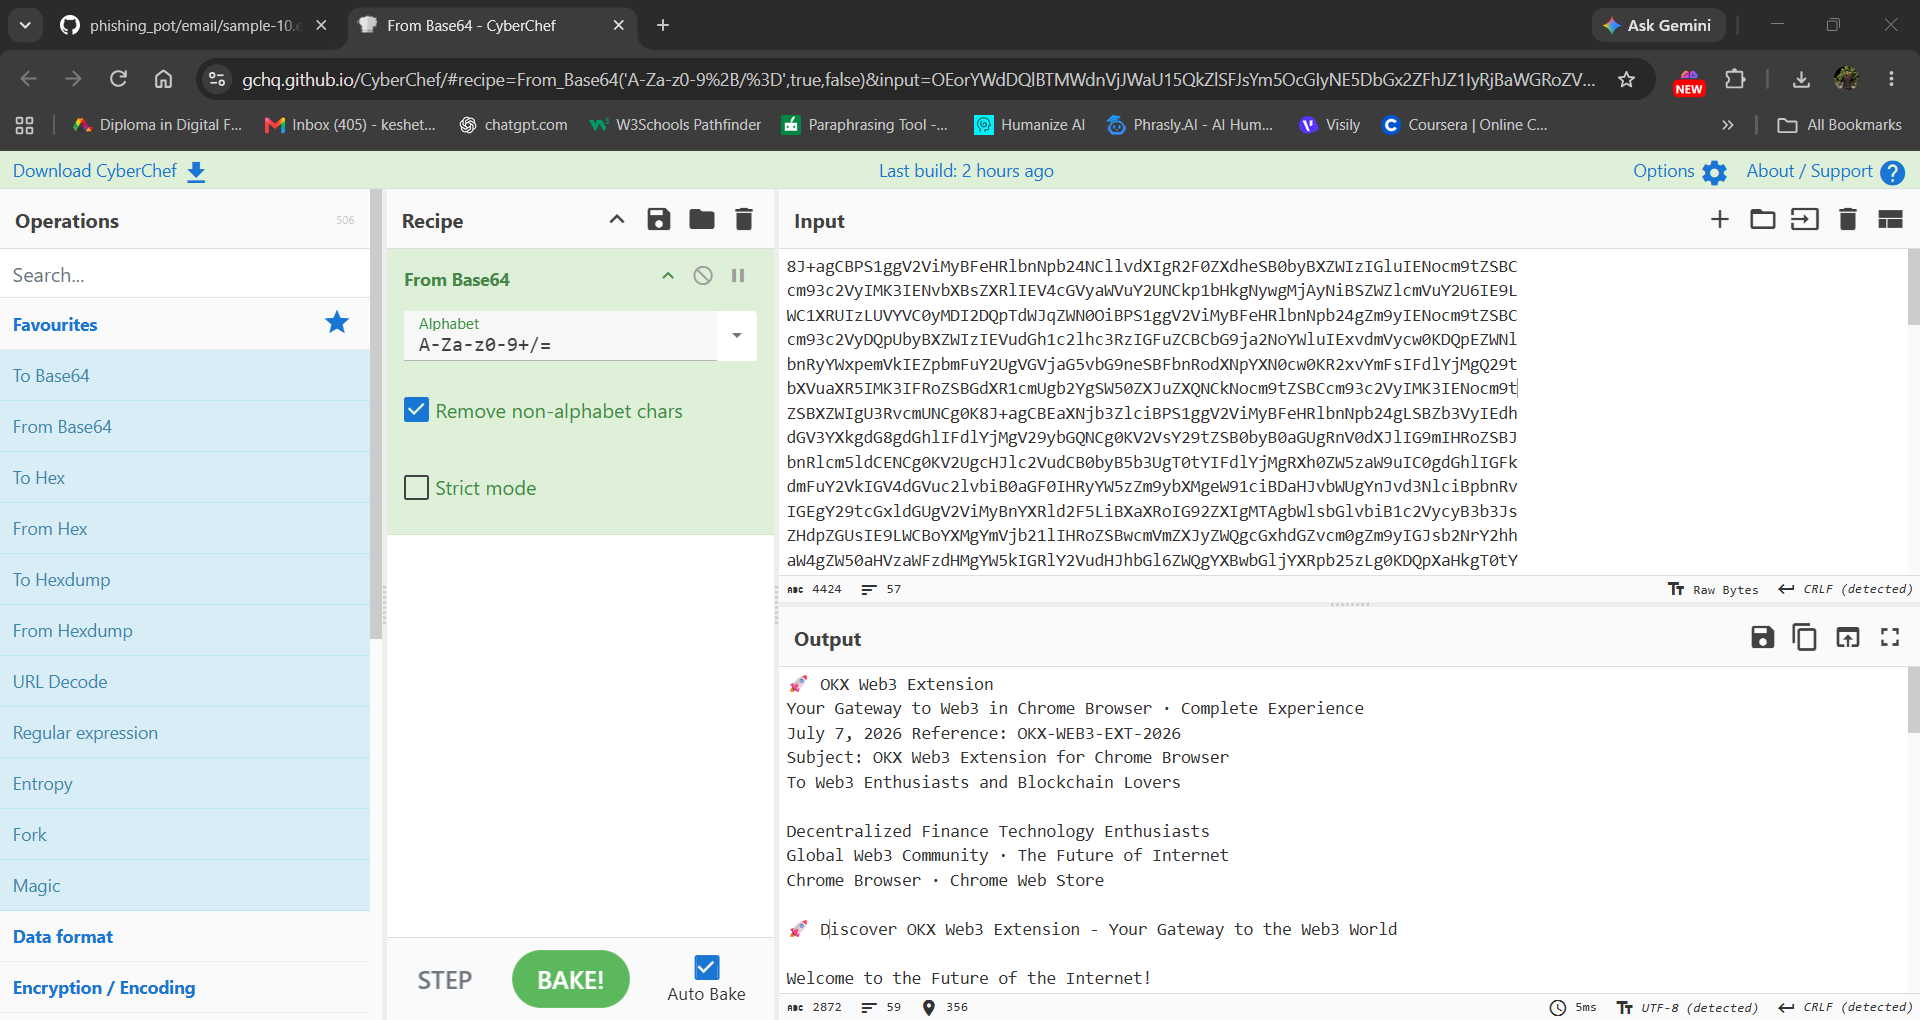 phishing_pot/email/sample-10.e
From Base64 - CyberChef
Ask Gemini
gchq.github.io/CyberChef/#recipe=From_Base64('A-Za-z0-9%2B/%3D',true,false)&input=OEorYWdDQlBTMWdnVjJWaU15QkZlSFJsYm5OcGIyNE5DbGx2ZFhJZ1IyRjBaWGRoZV...
NEW
Diploma in Digital F...
Inbox (405) - keshet...
chatgpt.com
W3Schools Pathfinder
Paraphrasing Tool -...
Humanize AI
Phrasly.AI - AI Hum...
Visily
Coursera | Online C...
All Bookmarks
Download CyberChef
Last build: 2 hours ago
Options
About / Support
Operations
506
Search...
Favourites
To Base64
From Base64
To Hex
From Hex
To Hexdump
From Hexdump
URL Decode
Regular expression
Entropy
Fork
Magic
Data format
Encryption / Encoding
Recipe
From Base64
Alphabet
A-Za-z0-9+/=
Remove non-alphabet chars
Strict mode
STEP
BAKE!
Auto Bake
Input
8J+agCBPS1ggV2ViMyBFeHRlbnNpb24NCllvdXIgR2F0ZXdheSB0byBXZWIzIGluIENocm9tZSBC
cm93c2VyIMK3IENvbXBsZXRlIEV4cGVyaWVuY2UNCkp1bHkgNywgMjAyNiBSZWZlcmVuY2U6IE9L
WC1XRUIzLUVYVC0yMDI2DQpTdWJqZWN0OiBPS1ggV2ViMyBFeHRlbnNpb24gZm9yIENocm9tZSBC
cm93c2VyDQpUbyBXZWIzIEVudGh1c2lhc3RzIGFuZCBCbG9ja2NoYWluIExvdmVycw0KDQpEZWNl
bnRyYWxpemVkIEZpbmFuY2UgVGVjaG5vbG9neSBFbnRodXNpYXN0cw0KR2xvYmFsIFdlYjMgQ29t
bXVuaXR5IMK3IFRoZSBGdXR1cmUgb2YgSW50ZXJuZXQNCkNocm9tZSBCcm93c2VyIMK3IENocm9t
ZSBXZWIgU3RvcmUNCg0K8J+agCBEaXNjb3ZlciBPS1ggV2ViMyBFeHRlbnNpb24gLSBZb3VyIEdh
dGV3YXkgdG8gdGhlIFdlYjMgV29ybGQNCg0KV2VsY29tZSB0byB0aGUgRnV0dXJlIG9mIHRoZSBJ
bnRlcm5ldCENCg0KV2UgcHJlc2VudCB0byB5b3UgT0tYIFdlYjMgRXh0ZW5zaW9uIC0gdGhlIGFk
dmFuY2VkIGV4dGVuc2lvbiB0aGF0IHRyYW5zZm9ybXMgeW91ciBDaHJvbWUgYnJvd3NlciBpbnRv
IGEgY29tcGxldGUgV2ViMyBnYXRld2F5LiBXaXRoIG92ZXIgMTAgbWlsbGlvbiB1c2VycyB3b3Js
ZHdpZGUsIE9LWCBoYXMgYmVjb21lIHRoZSBwcmVmZXJyZWQgcGxhdGZvcm0gZm9yIGJsb2NrY2hh
aW4gZW50aHVzaWFzdHMgYW5kIGRlY2VudHJhbGl6ZWQgYXBwbGljYXRpb25zLg0KDQpXaHkgT0tY
ABC 4424
57
Raw Bytes
CRLF (detected)
Output
🚀 OKX Web3 Extension
Your Gateway to Web3 in Chrome Browser · Complete Experience
July 7, 2026 Reference: OKX-WEB3-EXT-2026
Subject: OKX Web3 Extension for Chrome Browser
To Web3 Enthusiasts and Blockchain Lovers
Decentralized Finance Technology Enthusiasts
Global Web3 Community · The Future of Internet
Chrome Browser · Chrome Web Store
🚀 Discover OKX Web3 Extension - Your Gateway to the Web3 World
Welcome to the Future of the Internet!
ABC 2872
59
356
5ms
UTF-8 (detected)
CRLF (detected)